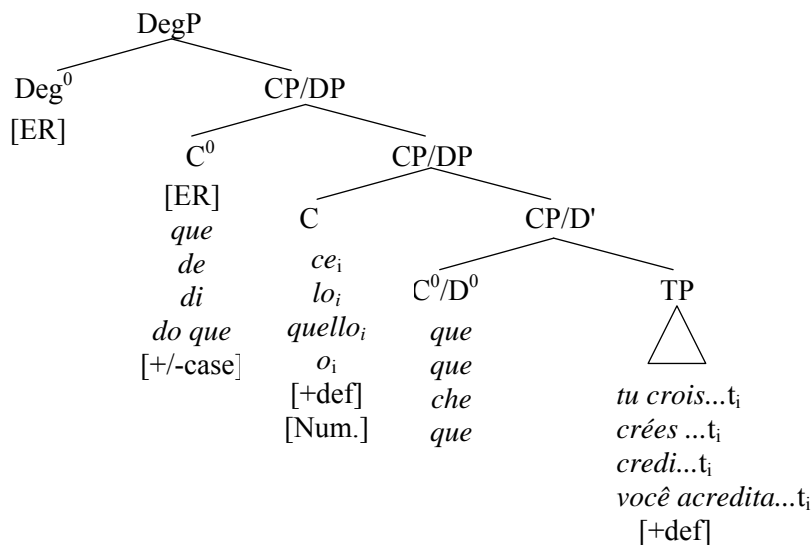 DegP
Deg⁰ CP/DP
[ER]
C⁰ CP/DP
[ER]
que C CP/D'
de ceᵢ C⁰/D⁰ TP
di loᵢ
do que quelloᵢ que
[+/-case] oᵢ que
[+def] che tu crois...tᵢ
[Num.] que crées ...tᵢ
credi...tᵢ
você acredita...tᵢ
[+def]